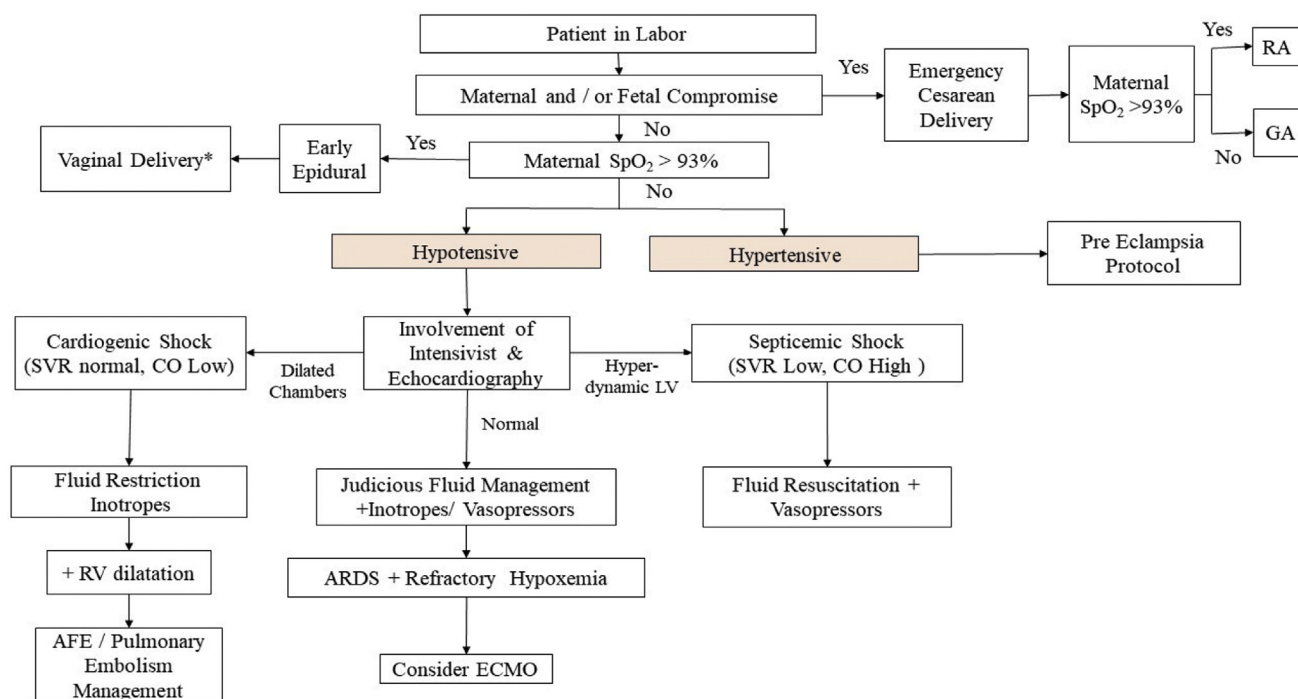 Patient in Labor
Maternal and / or Fetal Compromise
Yes
Emergency
Cesarean
Delivery
Maternal
SpO₂ >93%
Yes
RA
No
GA
No
Maternal SpO₂ > 93%
Yes
Early
Epidural
Vaginal Delivery*
No
Hypotensive
Hypertensive
Pre Eclampsia
Protocol
Involvement of
Intensivist &
Echocardiography
Dilated
Chambers
Cardiogenic Shock
(SVR normal, CO Low)
Hyper-
dynamic LV
Septicemic Shock
(SVR Low, CO High )
Normal
Fluid Restriction
Inotropes
+ RV dilatation
AFE / Pulmonary
Embolism
Management
Judicious Fluid Management
+Inotropes/ Vasopressors
ARDS + Refractory Hypoxemia
Consider ECMO
Fluid Resuscitation +
Vasopressors